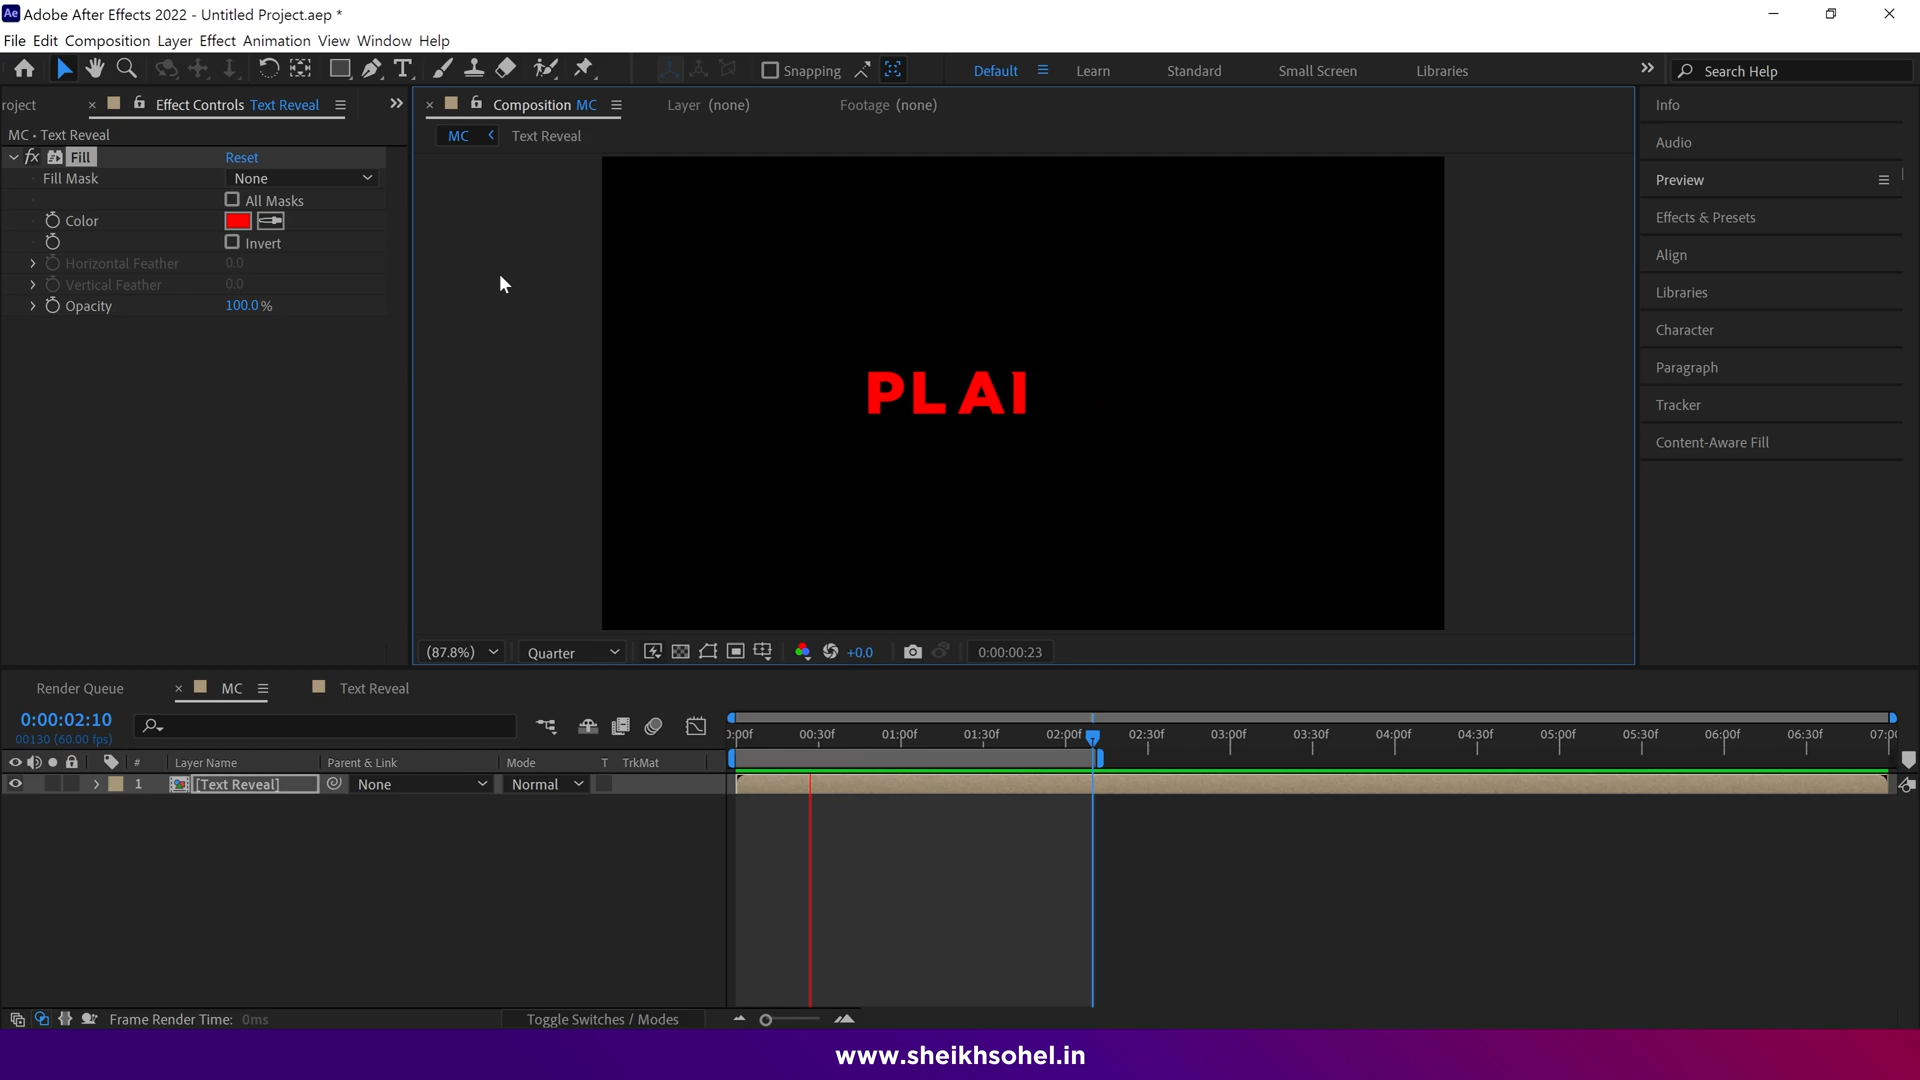 Ae Adobe After Effects 2022 - Untitled Project.aep *
File Edit Composition Layer Effect Animation View Window Help
T Snapping Default Learn Standard Small Screen Libraries Search Help
roject Effect Controls Text Reveal
Composition MC Layer (none) Footage (none)
MC • Text Reveal
MC Text Reveal
fx Fill Reset
Fill Mask None
All Masks
Color
Invert
Horizontal Feather 0.0
Vertical Feather 0.0
Opacity 100.0 %
PLAI
Info
Audio
Preview
Effects & Presets
Align
Libraries
Character
Paragraph
Tracker
Content-Aware Fill
(87.8%) Quarter +0.0 0:00:00:23
Render Queue MC Text Reveal
0:00:02:10
00130 (60.00 fps)
):00f 00:30f 01:00f 01:30f 02:00f 02:30f 03:00f 03:30f 04:00f 04:30f 05:00f 05:30f 06:00f 06:30f 07:00
# Layer Name Parent & Link Mode T TrkMat
1 [Text Reveal] None Normal
Frame Render Time: 0ms Toggle Switches / Modes
www.sheikhsohel.in